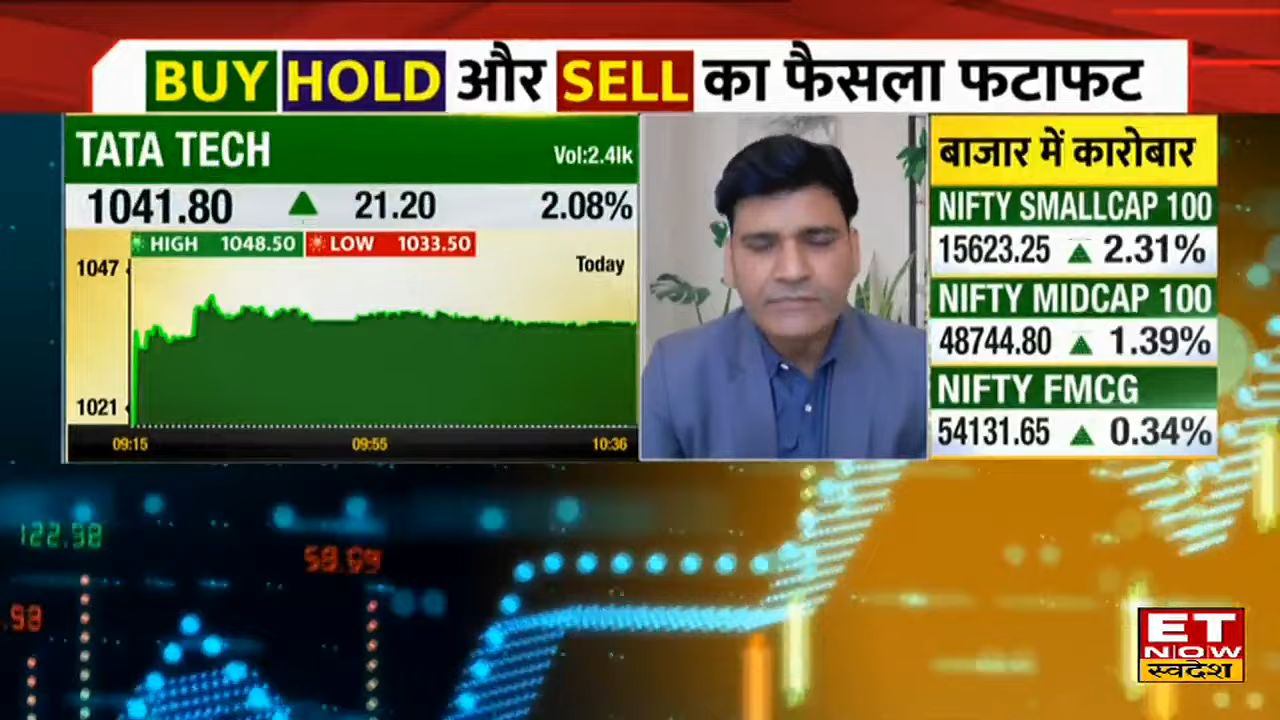 BUY HOLD और SELL का फैसला फटाफट
TATA TECH
Vol:2.4lk
1041.80 ▲ 21.20 2.08%
HIGH 1048.50 LOW 1033.50
1047
Today
1021
09:15 09:55 10:36
बाजार में कारोबार
NIFTY SMALLCAP 100
15623.25 ▲ 2.31%
NIFTY MIDCAP 100
48744.80 ▲ 1.39%
NIFTY FMCG
54131.65 ▲ 0.34%
122.98
58.09
.98
ET
NOW
स्वदेश